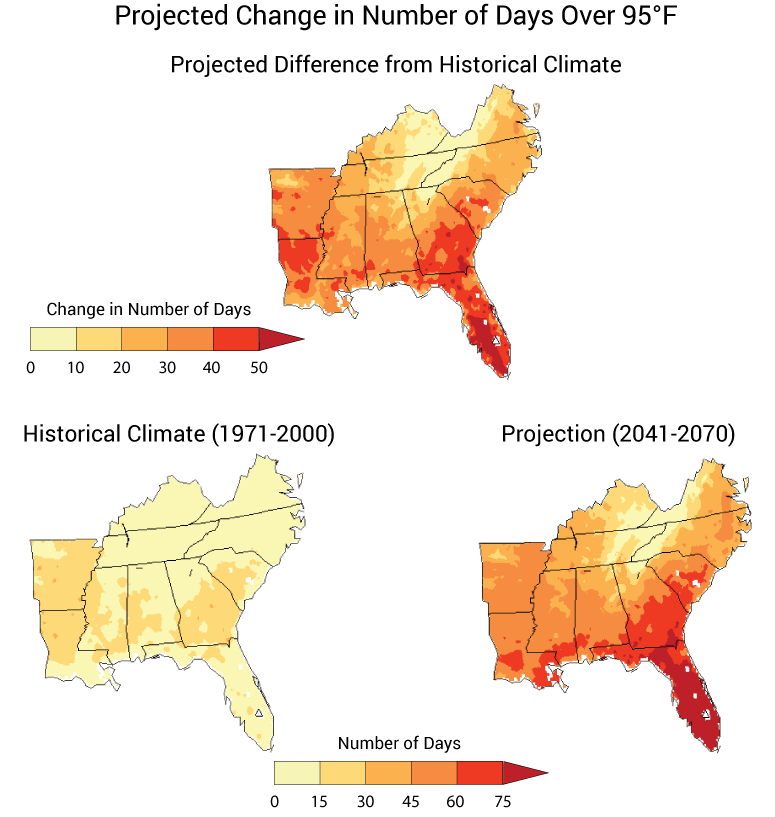 Projected Change in Number of Days Over 95°F
Projected Difference from Historical Climate
Change in Number of Days
0 10 20 30 40 50
Historical Climate (1971-2000)
Projection (2041-2070)
Number of Days
0 15 30 45 60 75